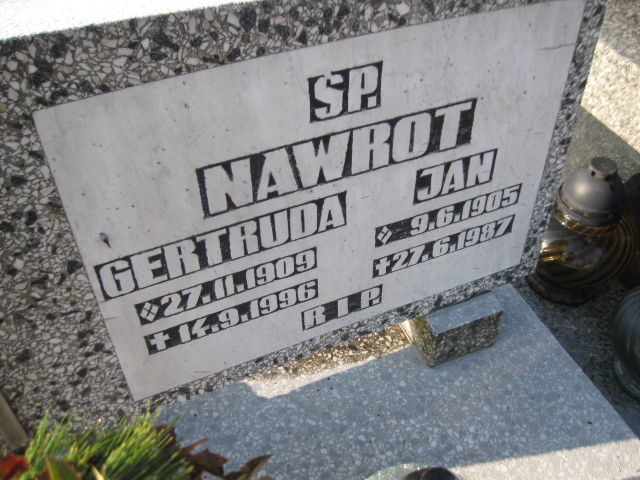 SP.
NAWROT
GERTRUDA
27.11.1909
14.9.1996
JAN
9.6.1905
27.6.1987
R I P.